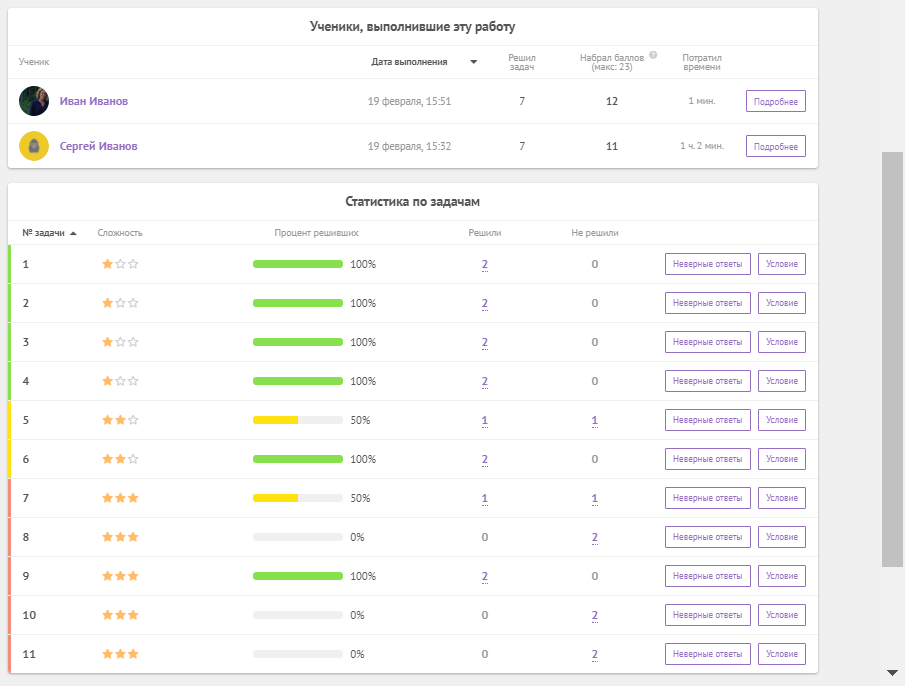 Ученики, выполнившие эту работу
Ученик Дата выполнения Решил задач Набрал баллов (макс: 23) ? Потратил времени
Иван Иванов 19 февраля, 15:51 7 12 1 мин. Подробнее
Сергей Иванов 19 февраля, 15:32 7 11 1 ч. 2 мин. Подробнее
Статистика по задачам
№ задачи Сложность Процент решивших Решили Не решили
1 100% 2 0 Неверные ответы Условие
2 100% 2 0 Неверные ответы Условие
3 100% 2 0 Неверные ответы Условие
4 100% 2 0 Неверные ответы Условие
5 50% 1 1 Неверные ответы Условие
6 100% 2 0 Неверные ответы Условие
7 50% 1 1 Неверные ответы Условие
8 0% 0 2 Неверные ответы Условие
9 100% 2 0 Неверные ответы Условие
10 0% 0 2 Неверные ответы Условие
11 0% 0 2 Неверные ответы Условие